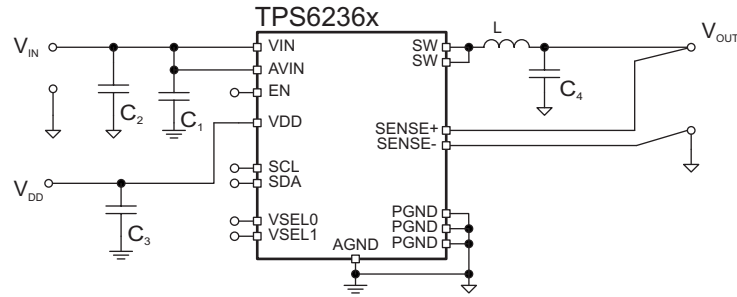 TPS6236x
VIN
VIN
SW
L
VOUT
SW
AVIN
EN
C2
C1
C4
VDD
SENSE+
SENSE-
SCL
SDA
VDD
C3
VSEL0
VSEL1
PGND
PGND
PGND
AGND